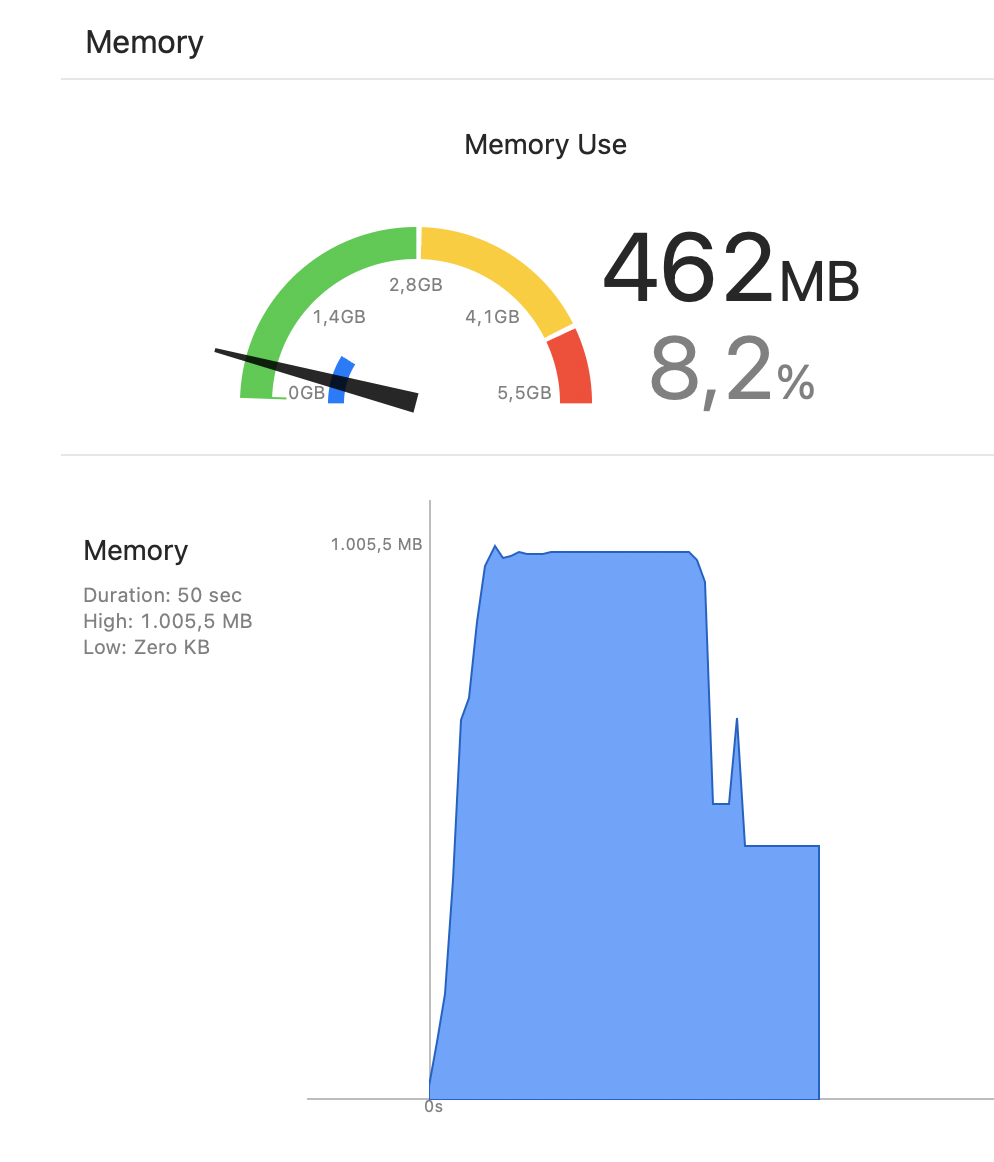 Memory
Memory Use
462MB
8,2%
2,8GB
1,4GB
4,1GB
0GB
5,5GB
Memory
1.005,5 MB
Duration: 50 sec
High: 1.005,5 MB
Low: Zero KB
0s